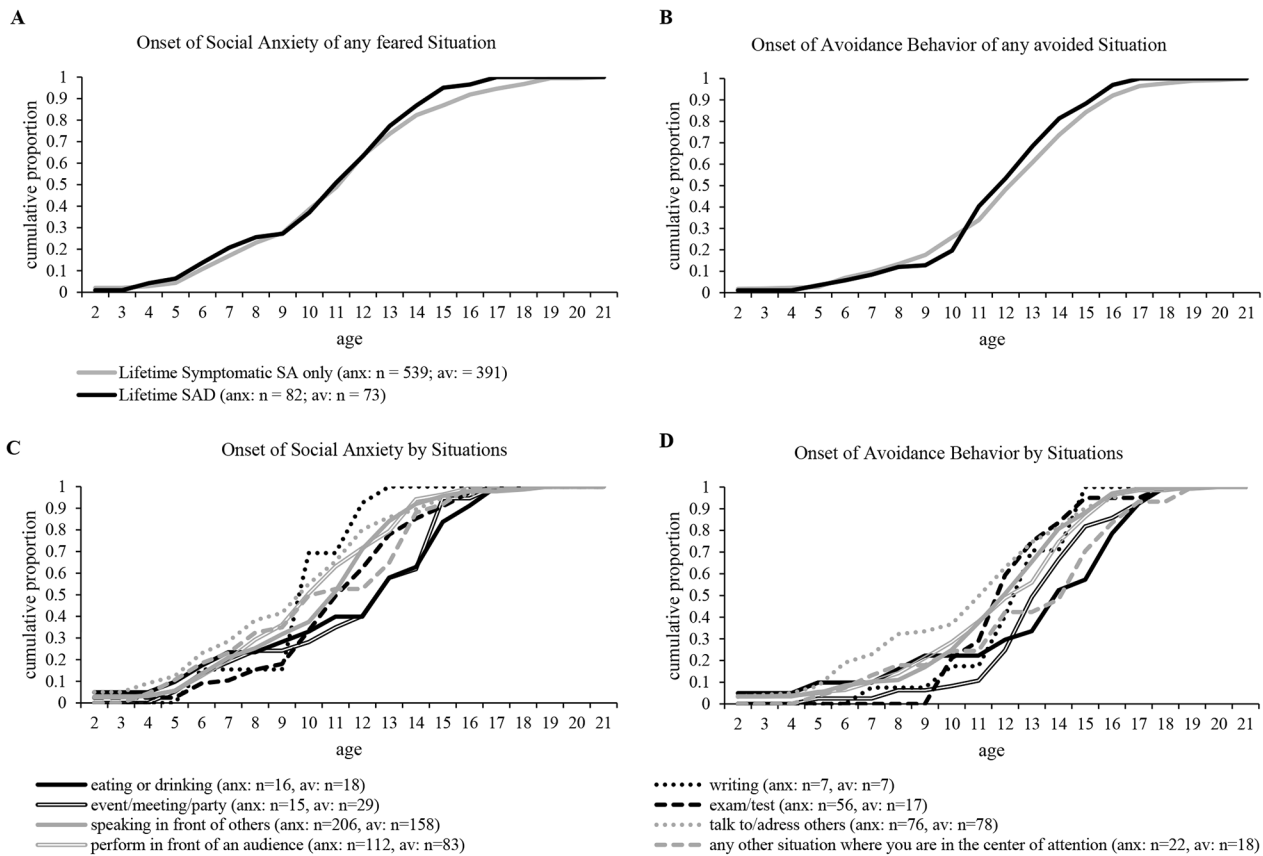 A
B
Onset of Social Anxiety of any feared Situation
Onset of Avoidance Behavior of any avoided Situation
cumulative proportion
1
0.9
0.8
0.7
0.6
0.5
0.4
0.3
0.2
0.1
0
2 3 4 5 6 7 8 9 10 11 12 13 14 15 16 17 18 19 20 21
age
cumulative proportion
1
0.9
0.8
0.7
0.6
0.5
0.4
0.3
0.2
0.1
0
2 3 4 5 6 7 8 9 10 11 12 13 14 15 16 17 18 19 20 21
age
Lifetime Symptomatic SA only (anx: n = 539; av: = 391)
Lifetime SAD (anx: n = 82; av: n = 73)
C
D
Onset of Social Anxiety by Situations
Onset of Avoidance Behavior by Situations
cumulative proportion
1
0.9
0.8
0.7
0.6
0.5
0.4
0.3
0.2
0.1
0
2 3 4 5 6 7 8 9 10 11 12 13 14 15 16 17 18 19 20 21
age
cumulative proportion
1
0.9
0.8
0.7
0.6
0.5
0.4
0.3
0.2
0.1
0
2 3 4 5 6 7 8 9 10 11 12 13 14 15 16 17 18 19 20 21
age
eating or drinking (anx: n=16, av: n=18)
event/meeting/party (anx: n=15, av: n=29)
speaking in front of others (anx: n=206, av: n=158)
perform in front of an audience (anx: n=112, av: n=83)
writing (anx: n=7, av: n=7)
exam/test (anx: n=56, av: n=17)
talk to/adress others (anx: n=76, av: n=78)
any other situation where you are in the center of attention (anx: n=22, av: n=18)